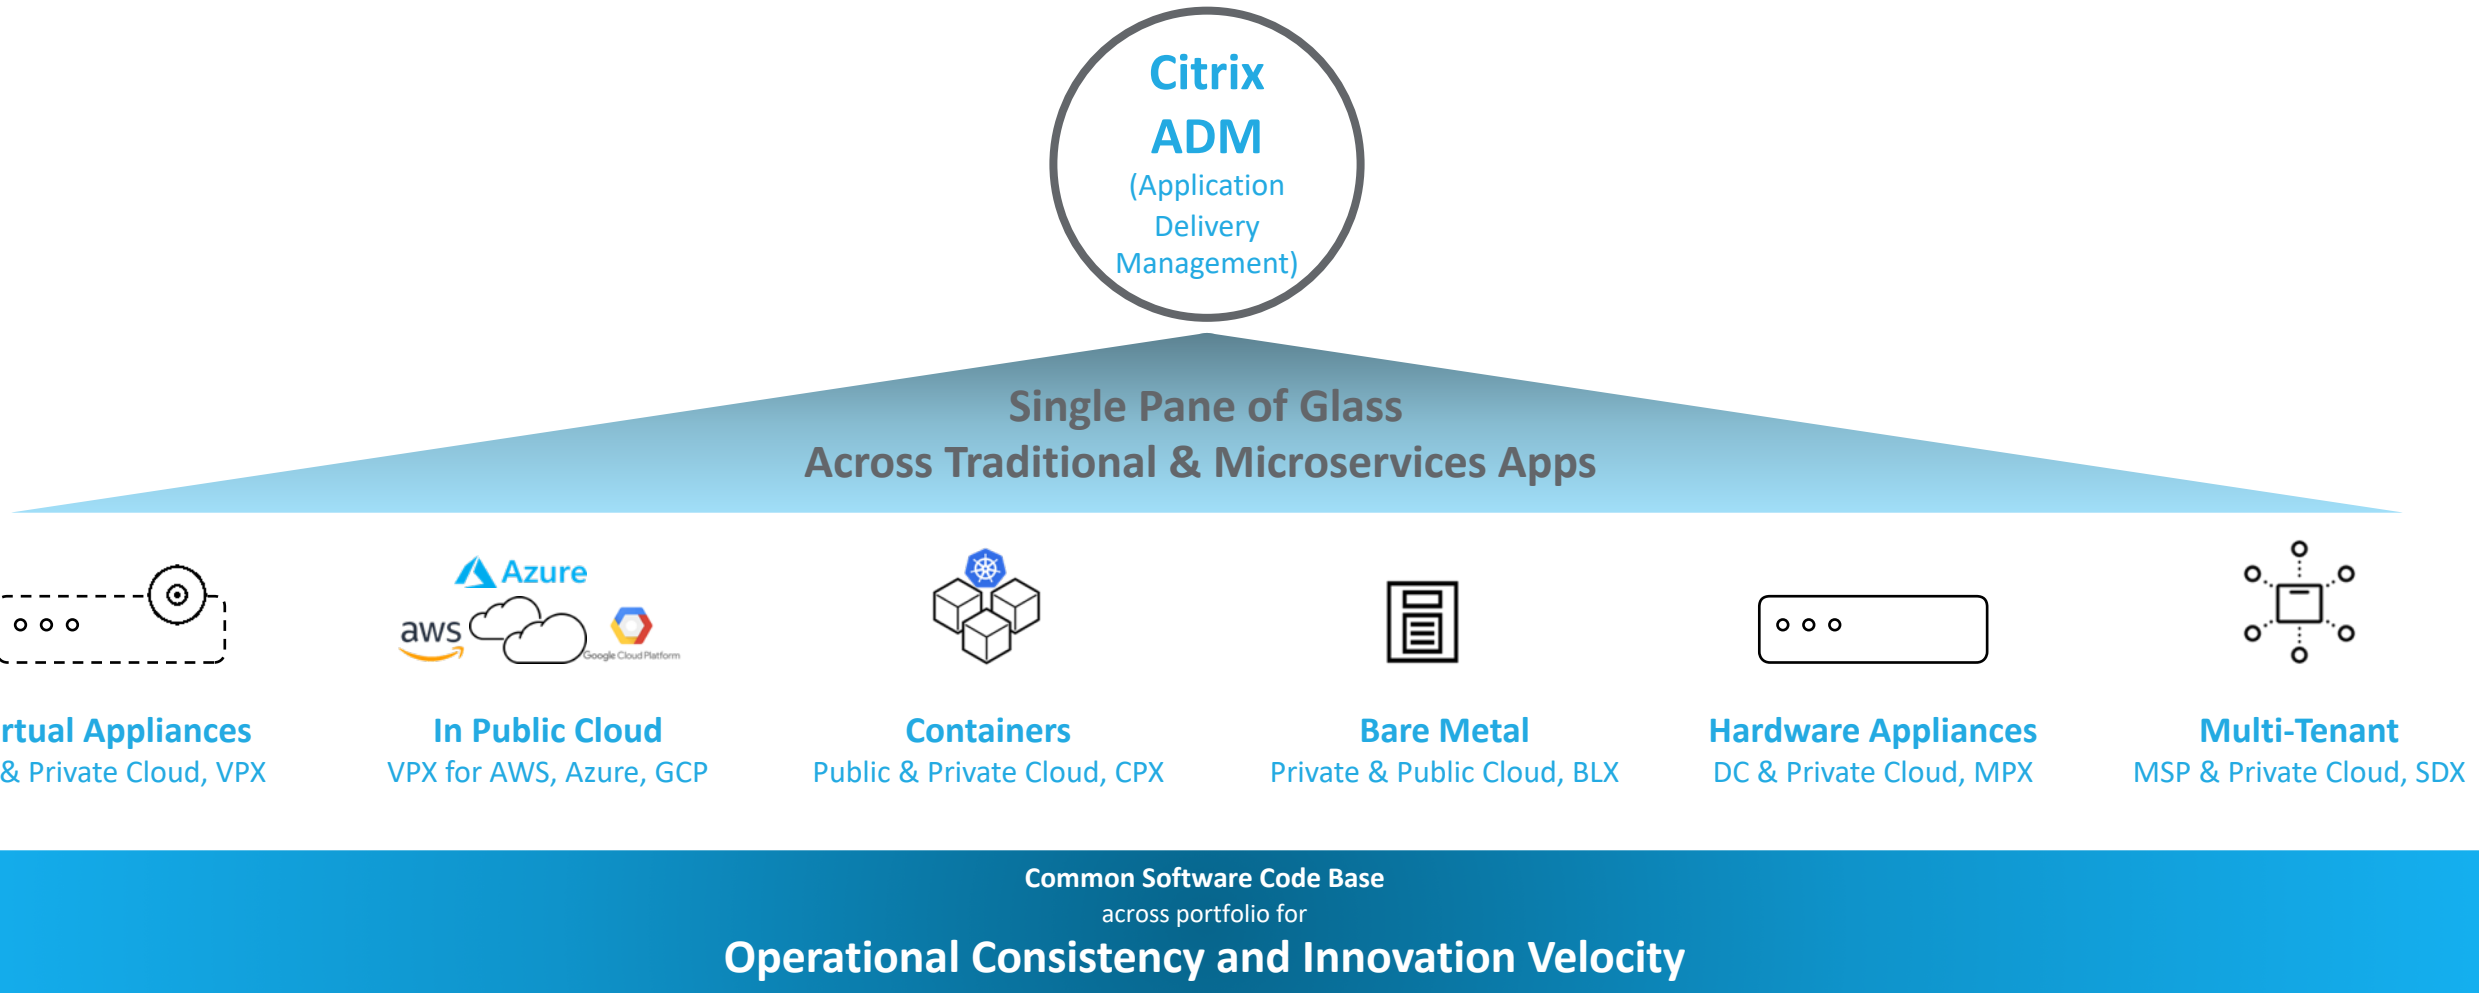 Citrix
ADM
(Application
Delivery
Management)
Single Pane of Glass
Across Traditional & Microservices Apps
Azure
aws
Google Cloud Platform
rtual Appliances
& Private Cloud, VPX
In Public Cloud
VPX for AWS, Azure, GCP
Containers
Public & Private Cloud, CPX
Bare Metal
Private & Public Cloud, BLX
Hardware Appliances
DC & Private Cloud, MPX
Multi-Tenant
MSP & Private Cloud, SDX
Common Software Code Base
across portfolio for
Operational Consistency and Innovation Velocity